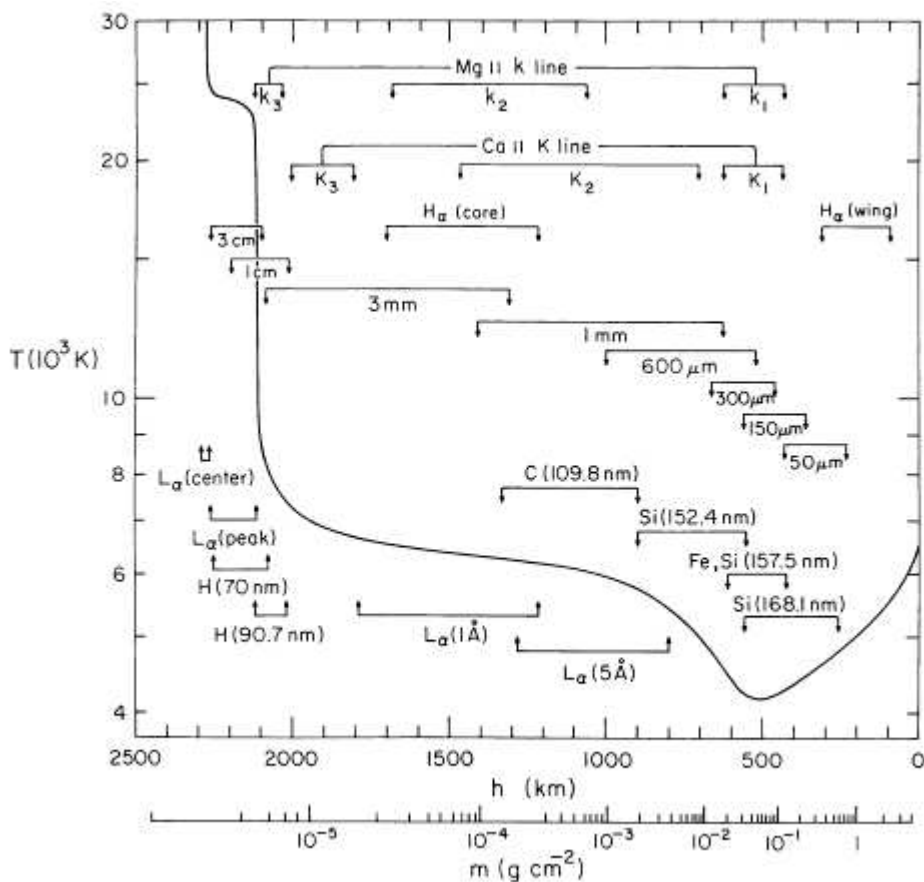 30
Mg II k line
k3 k2 k1
20
Ca II K line
K3 K2 K1
Hα (core) Hα (wing)
3 cm
1 cm
3 mm
1 mm
T(10³ K)
600 μm
10
300μm
150μm
8
50μm
Lα(center)
C (109.8 nm)
Lα(peak)
Si(152.4 nm)
6
H (70 nm)
Fe, Si (157.5 nm)
Si(168.1 nm)
H (90.7 nm)
Lα(1Å)
Lα (5Å)
4
2500 2000 1500 1000 500 0
h (km)
10⁻⁵ 10⁻⁴ 10⁻³ 10⁻² 10⁻¹ 1
m (g cm⁻²)